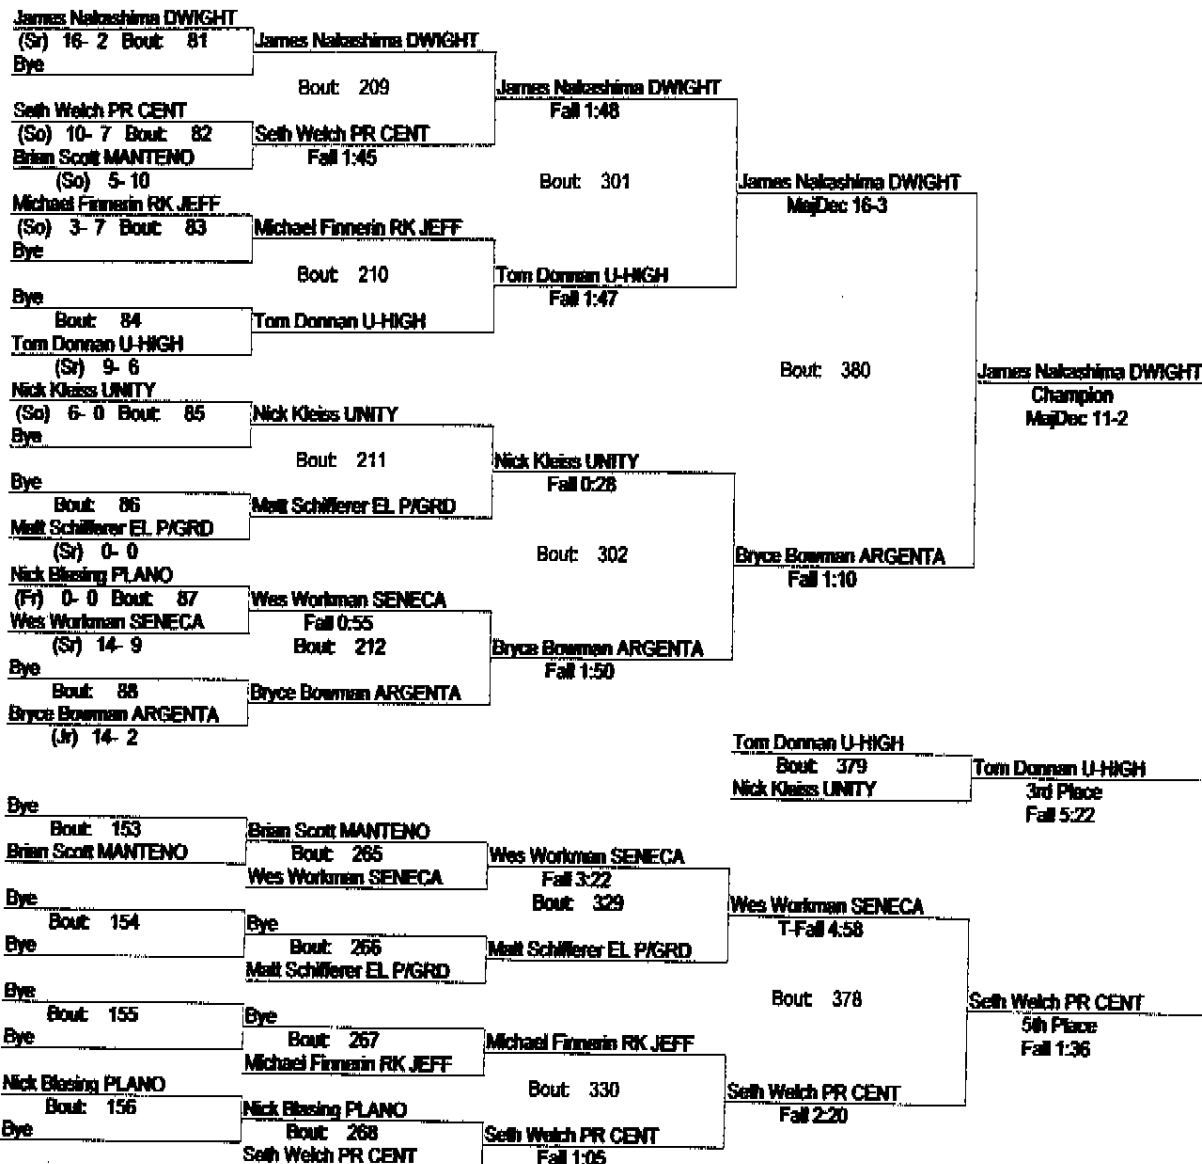 James Nakashima DWIGHT
(Sr) 16- 2 Bout: 81
Bye
James Nakashima DWIGHT
Bout: 209
Seth Welch PR CENT
(So) 10- 7 Bout: 82
Brian Scott MANTENO
(So) 5- 10
Seth Welch PR CENT
Fall 1:45
James Nakashima DWIGHT
Fall 1:48
Bout: 301
Michael Finnerin RK JEFF
(So) 3- 7 Bout: 83
Bye
Michael Finnerin RK JEFF
Bout: 210
Bye
Bout: 84
Tom Donnan U-HIGH
(Sr) 9- 6
Tom Donnan U-HIGH
Tom Donnan U-HIGH
Fall 1:47
James Nakashima DWIGHT
MajDec 16-3
Bout: 380
James Nakashima DWIGHT
Champion
MajDec 11-2
Nick Kleiss UNITY
(So) 6- 0 Bout: 85
Bye
Nick Kleiss UNITY
Bout: 211
Bye
Bout: 86
Matt Schifferer EL P/GRD
(Sr) 0- 0
Matt Schifferer EL P/GRD
Nick Kleiss UNITY
Fall 0:28
Bout: 302
Nick Blasing PLANO
(Fr) 0- 0 Bout: 87
Wes Workman SENECA
(Sr) 14- 9
Wes Workman SENECA
Fall 0:55
Bout: 212
Bye
Bout: 88
Bryce Bowman ARGENTA
(Jr) 14- 2
Bryce Bowman ARGENTA
Bryce Bowman ARGENTA
Fall 1:50
Bryce Bowman ARGENTA
Fall 1:10
Tom Donnan U-HIGH
Bout: 379
Nick Kleiss UNITY
Tom Donnan U-HIGH
3rd Place
Fall 5:22
Bye
Bout: 153
Brian Scott MANTENO
Brian Scott MANTENO
Bout: 265
Wes Workman SENECA
Wes Workman SENECA
Fall 3:22
Bout: 329
Bye
Bout: 154
Bye
Bye
Bout: 266
Matt Schifferer EL P/GRD
Matt Schifferer EL P/GRD
Wes Workman SENECA
T-Fall 4:58
Bout: 378
Bye
Bout: 155
Bye
Bye
Bout: 267
Michael Finnerin RK JEFF
Michael Finnerin RK JEFF
Bout: 330
Nick Blasing PLANO
Bout: 156
Bye
Nick Blasing PLANO
Bout: 268
Seth Welch PR CENT
Seth Welch PR CENT
Fall 1:05
Seth Welch PR CENT
Fall 2:20
Seth Welch PR CENT
5th Place
Fall 1:36